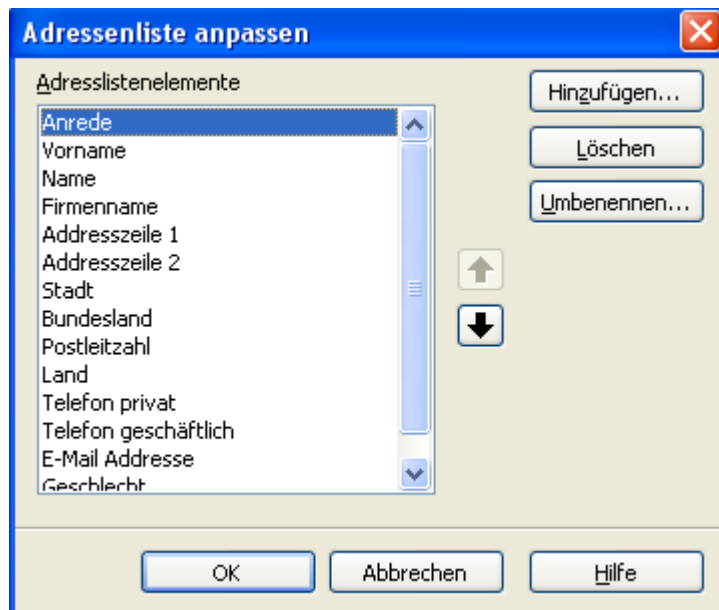 Adressenliste anpassen
Adresslistenelemente
Anrede
Vorname
Name
Firmenname
Addresszeile 1
Addresszeile 2
Stadt
Bundesland
Postleitzahl
Land
Telefon privat
Telefon geschäftlich
E-Mail Addresse
Geschlecht
Hinzufügen...
Löschen
Umbenennen...
OK
Abbrechen
Hilfe